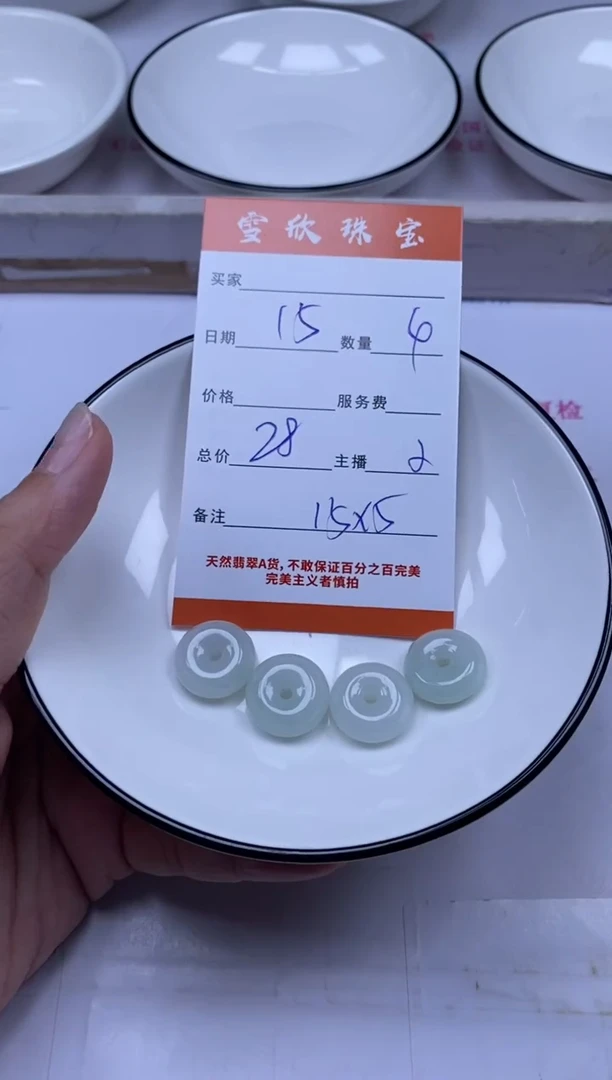 雪欣珠宝
买家
日期 15 数量 4
价格 服务费
总价 28 主播 2
备注 15x5
天然翡翠A货,不敢保证百分之百完美
完美主义者慎拍